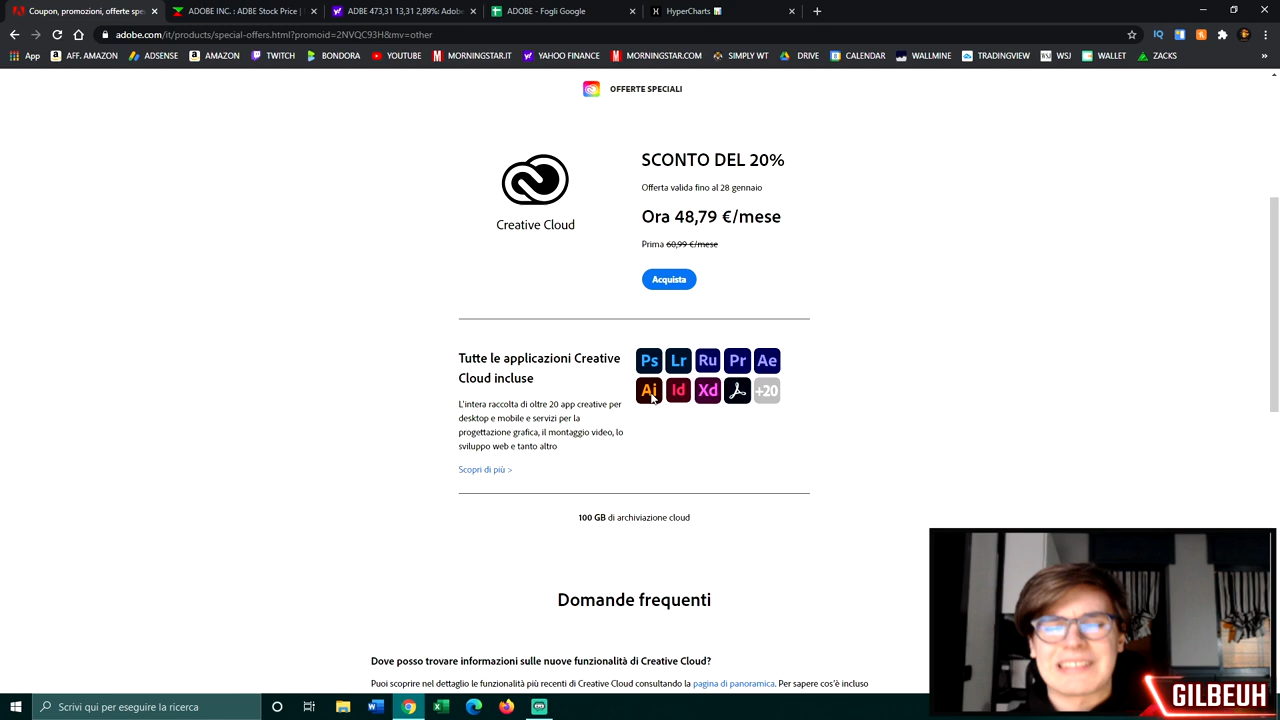 Coupon, promozioni, offerte spe
ADOBE INC. : ADBE Stock Price |
ADBE 473,31 13,31 2,89%: Adob
ADOBE - Fogli Google
HyperCharts
adobe.com/it/products/special-offers.html?promoid=2NVQC93H&mv=other
App
AFF. AMAZON
ADSENSE
AMAZON
TWITCH
BONDORA
YOUTUBE
MORNINGSTAR.IT
YAHOO FINANCE
MORNINGSTAR.COM
SIMPLY WT
DRIVE
CALENDAR
WALLMINE
TRADINGVIEW
WSJ
WALLET
ZACKS
OFFERTE SPECIALI
Creative Cloud
SCONTO DEL 20%
Offerta valida fino al 28 gennaio
Ora 48,79 €/mese
Prima 60,99 €/mese
Acquista
Tutte le applicazioni Creative
Cloud incluse
L'intera raccolta di oltre 20 app creative per
desktop e mobile e servizi per la
progettazione grafica, il montaggio video, lo
sviluppo web e tanto altro
Scopri di più >
Ps Lr Ru Pr Ae
Ai Id Xd +20
100 GB di archiviazione cloud
Domande frequenti
Dove posso trovare informazioni sulle nuove funzionalità di Creative Cloud?
Puoi scoprire nel dettaglio le funzionalità più recenti di Creative Cloud consultando la pagina di panoramica. Per sapere cos'è incluso
GILBEUH
Scrivi qui per eseguire la ricerca